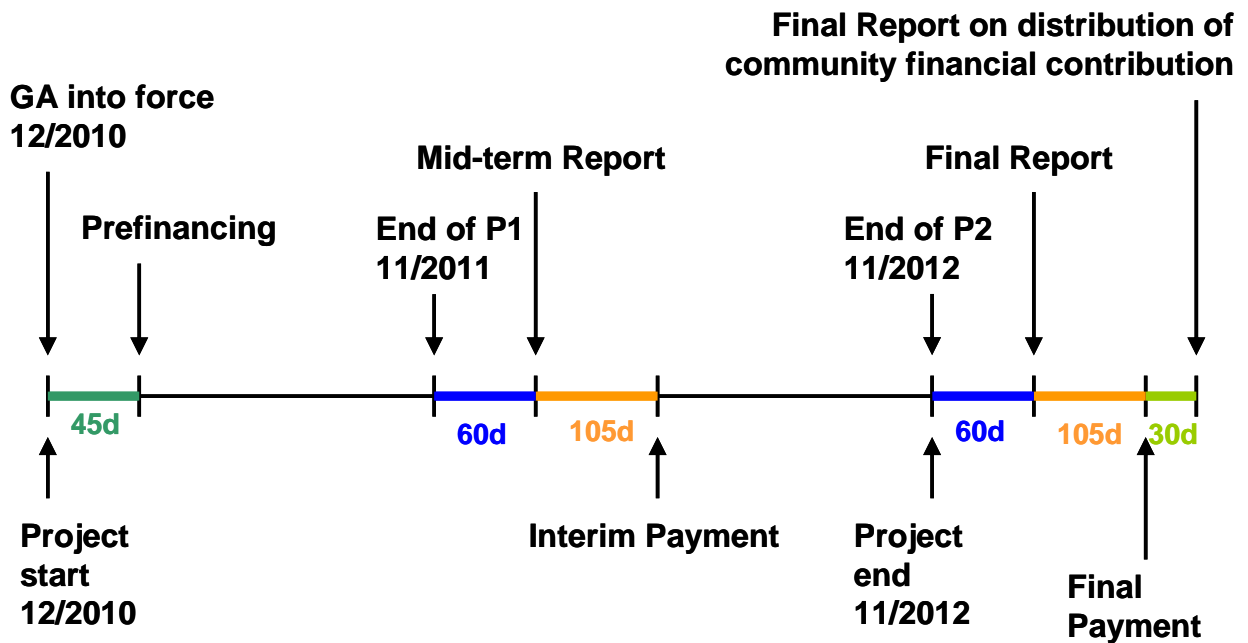 Final Report on distribution of
community financial contribution
GA into force
12/2010
Mid-term Report
Final Report
Prefinancing
End of P1
11/2011
End of P2
11/2012
45d
60d
105d
60d
105d
30d
Project
start
12/2010
Interim Payment
Project
end
11/2012
Final
Payment